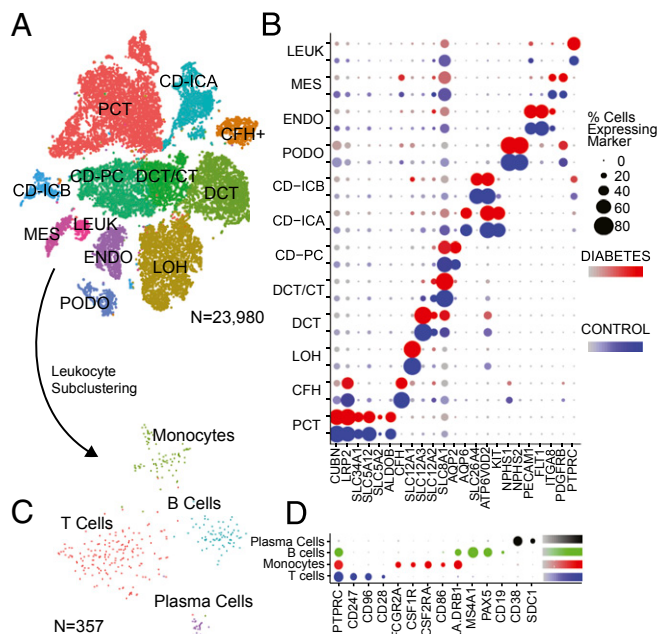 A
PCT
CD-ICA
CFH+
CD-PC
DCT/CT
DCT
CD-ICB
LEUK
MES
ENDO
LOH
PODO
N=23,980
Leukocyte
Subclustering
B
LEUK
MES
ENDO
PODO
CD-ICB
CD-ICA
CD-PC
DCT/CT
DCT
LOH
CFH
PCT
CUBN
LRP2
SLC34A1
SLC5A12
SLC5A2
ALDOB
CFH
SLC12A1
SLC12A3
SLC12A2
SLC8A1
AQP2
AQP6
SLC26A4
ATP6V0D2
KIT
NPHS1
NPHS2
PECAM1
FLT1
ITGA8
PDGFRB
PTPRC
% Cells
Expressing
Marker
0
20
40
60
80
DIABETES
CONTROL
C
Monocytes
B Cells
T Cells
Plasma Cells
N=357
D
Plasma Cells
B cells
Monocytes
T cells
PTPRC
CD247
CD96
CD28
FCGR2A
CSF1R
CSF2RA
CD86
A.DRB1
MS4A1
PAX5
CD19
CD38
SDC1